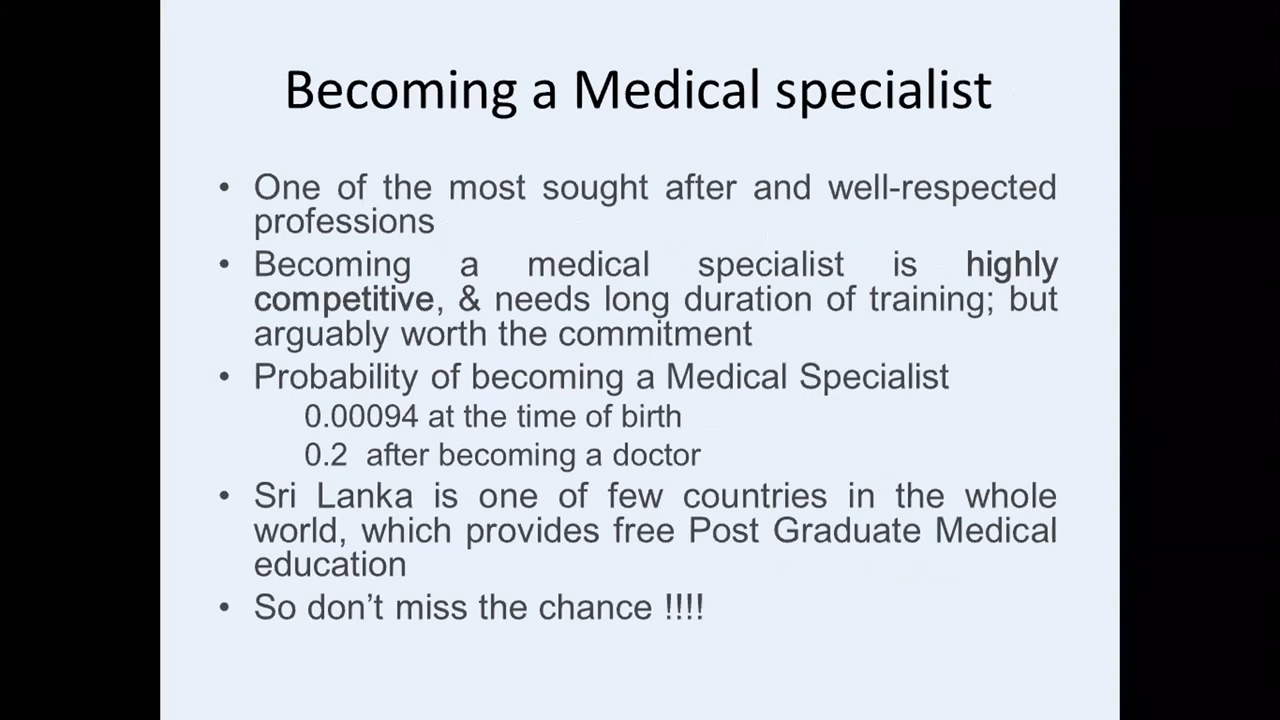 Becoming a Medical specialist
• One of the most sought after and well-respected
professions
• Becoming a medical specialist is highly
competitive, & needs long duration of training; but
arguably worth the commitment
• Probability of becoming a Medical Specialist
0.00094 at the time of birth
0.2 after becoming a doctor
• Sri Lanka is one of few countries in the whole
world, which provides free Post Graduate Medical
education
• So don’t miss the chance !!!!